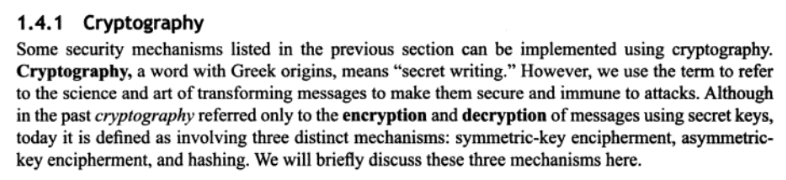 1.4.1 Cryptography
Some security mechanisms listed in the previous section can be implemented using cryptography.
Cryptography, a word with Greek origins, means “secret writing.” However, we use the term to refer
to the science and art of transforming messages to make them secure and immune to attacks. Although
in the past cryptography referred only to the encryption and decryption of messages using secret keys,
today it is defined as involving three distinct mechanisms: symmetric-key encipherment, asymmetric-
key encipherment, and hashing. We will briefly discuss these three mechanisms here.